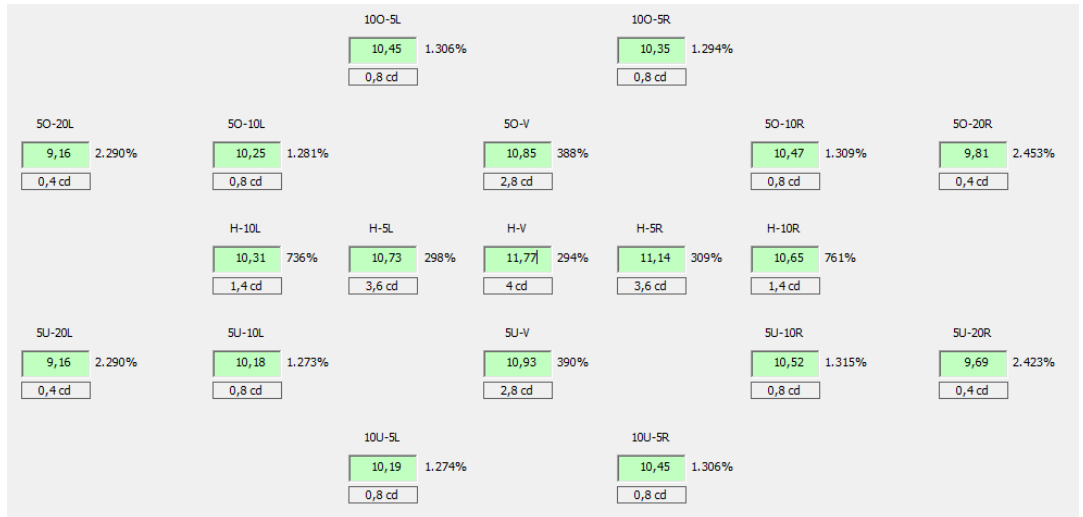 10O-5L 10O-5R
10,45 1.306% 10,35 1.294%
0,8 cd 0,8 cd
5O-20L 5O-10L 5O-V 5O-10R 5O-20R
9,16 2.290% 10,25 1.281% 10,85 388% 10,47 1.309% 9,81 2.453%
0,4 cd 0,8 cd 2,8 cd 0,8 cd 0,4 cd
H-10L H-5L H-V H-5R H-10R
10,31 736% 10,73 298% 11,77 294% 11,14 309% 10,65 761%
1,4 cd 3,6 cd 4 cd 3,6 cd 1,4 cd
5U-20L 5U-10L 5U-V 5U-10R 5U-20R
9,16 2.290% 10,18 1.273% 10,93 390% 10,52 1.315% 9,69 2.423%
0,4 cd 0,8 cd 2,8 cd 0,8 cd 0,4 cd
10U-5L 10U-5R
10,19 1.274% 10,45 1.306%
0,8 cd 0,8 cd